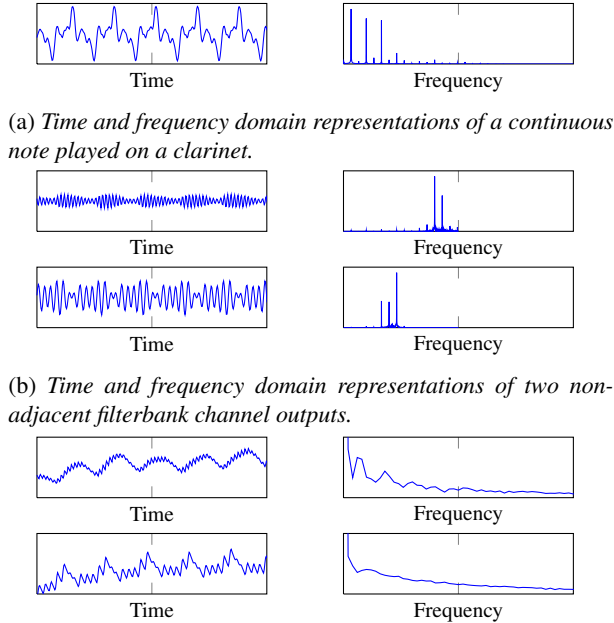 Time
Frequency
(a) Time and frequency domain representations of a continuous
note played on a clarinet.
Time
Frequency
Time
Frequency
(b) Time and frequency domain representations of two non-
adjacent filterbank channel outputs.
Time
Frequency
Time
Frequency